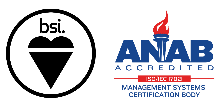 bsi.
ANAB
ACCREDITED
ISO/IEC 17021
MANAGEMENT SYSTEMS
CERTIFICATION BODY